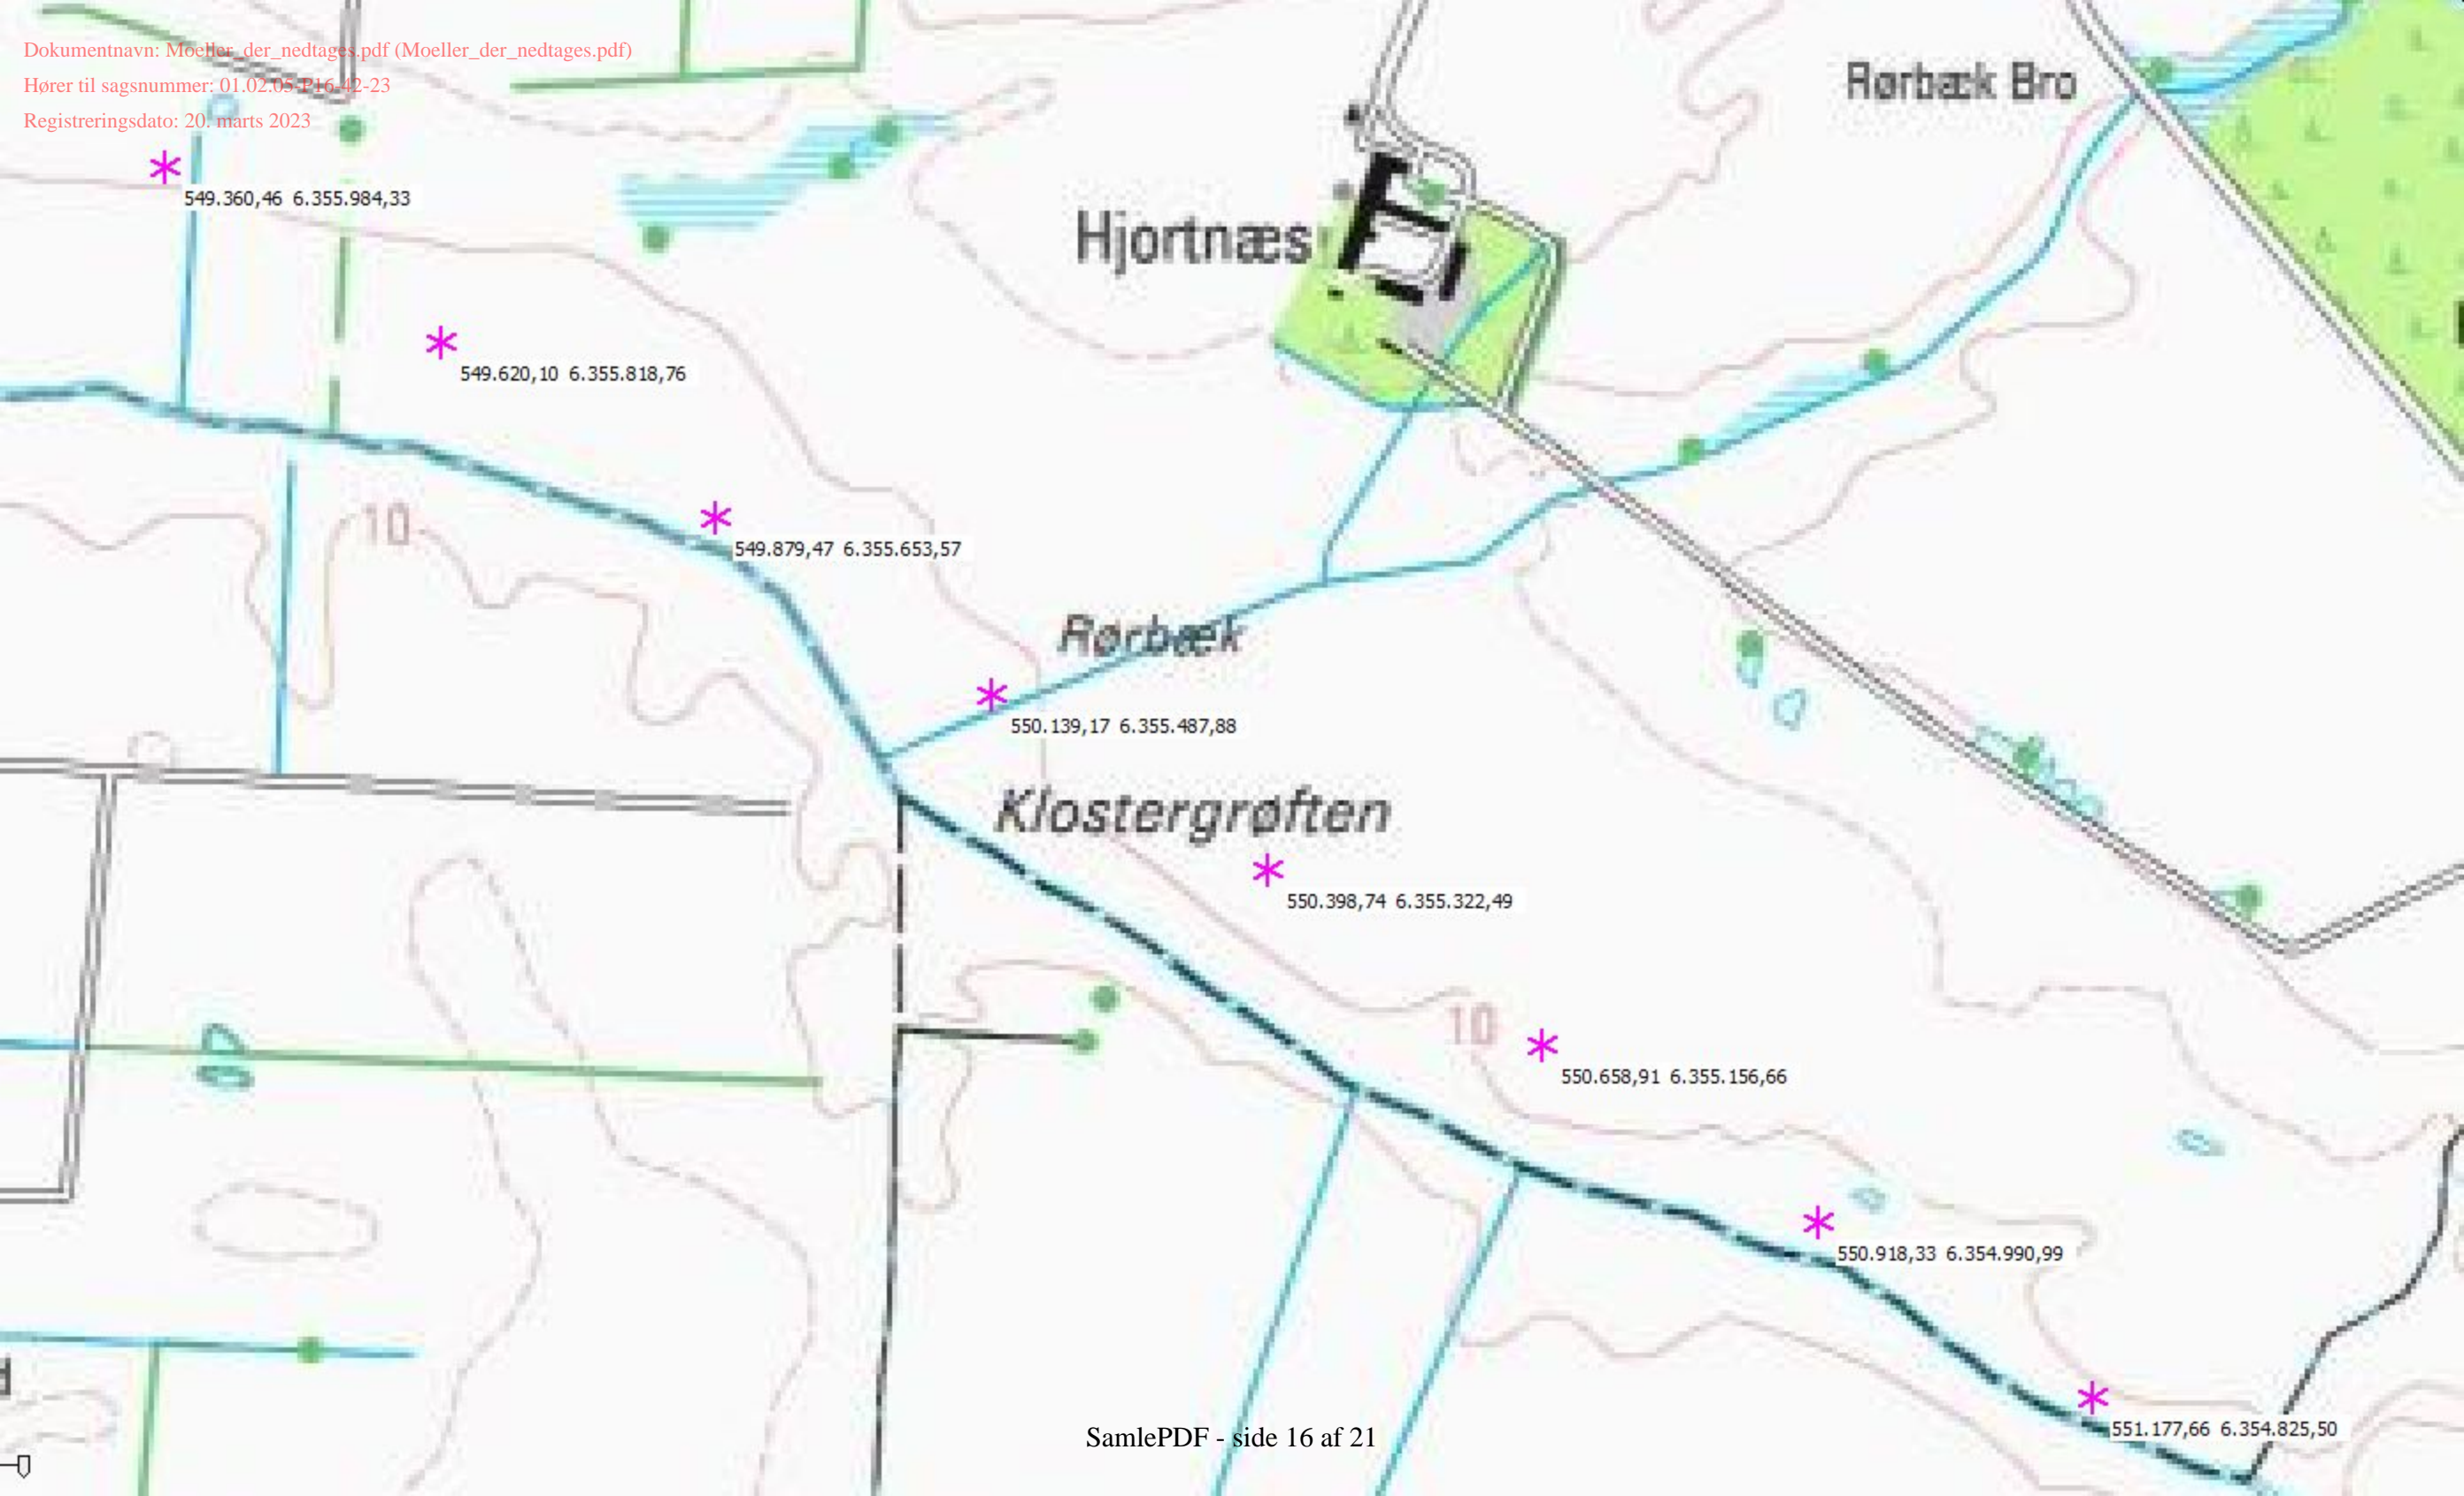 Dokumentnavn: Moeller_der_nedtages.pdf (Moeller_der_nedtages.pdf)
Hører til sagsnummer: 01.02.05-P16-42-23
Registreringsdato: 20. marts 2023
Rørbæk Bro
549.360,46 6.355.984,33
Hjortnæs
549.620,10 6.355.818,76
10
549.879,47 6.355.653,57
Rørbæk
550.139,17 6.355.487,88
Klostergrøften
550.398,74 6.355.322,49
10
550.658,91 6.355.156,66
550.918,33 6.354.990,99
d
551.177,66 6.354.825,50
SamlePDF - side 16 af 21